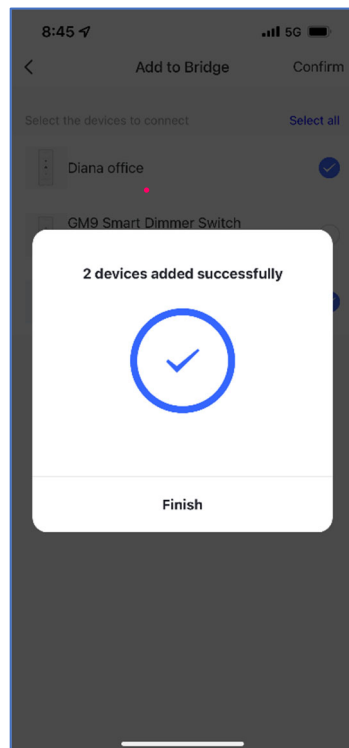 8:45
5G
Add to Bridge
Confirm
Select the devices to connect
Select all
Diana office
GM9 Smart Dimmer Switch
2 devices added successfully
Finish